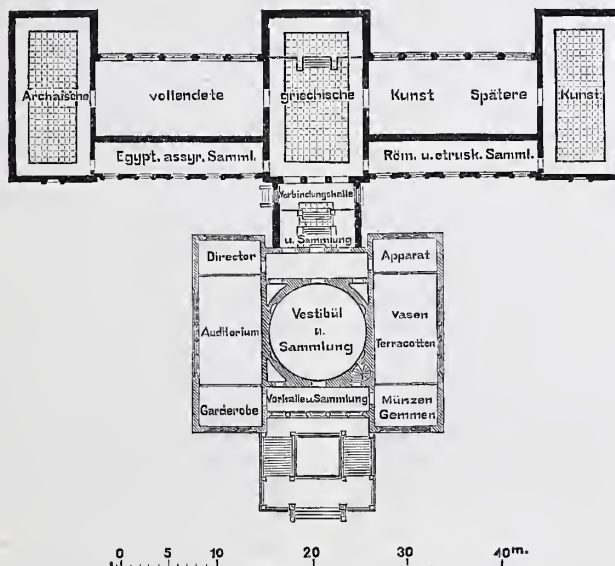 Archaische vollendete griechische Kunst Spätere Kunst
Egypt. assyr. Samml. Röm. u. etrusk. Samml.
Verbindungshalle
u. Sammlung
Director
Apparat
Vestibül
u.
Sammlung
Auditorium
Vasen
Terracotten
Vorhalle u. Sammlung
Garderobe
Münzen
Gemmen
0 5 10 20 30 40 m.